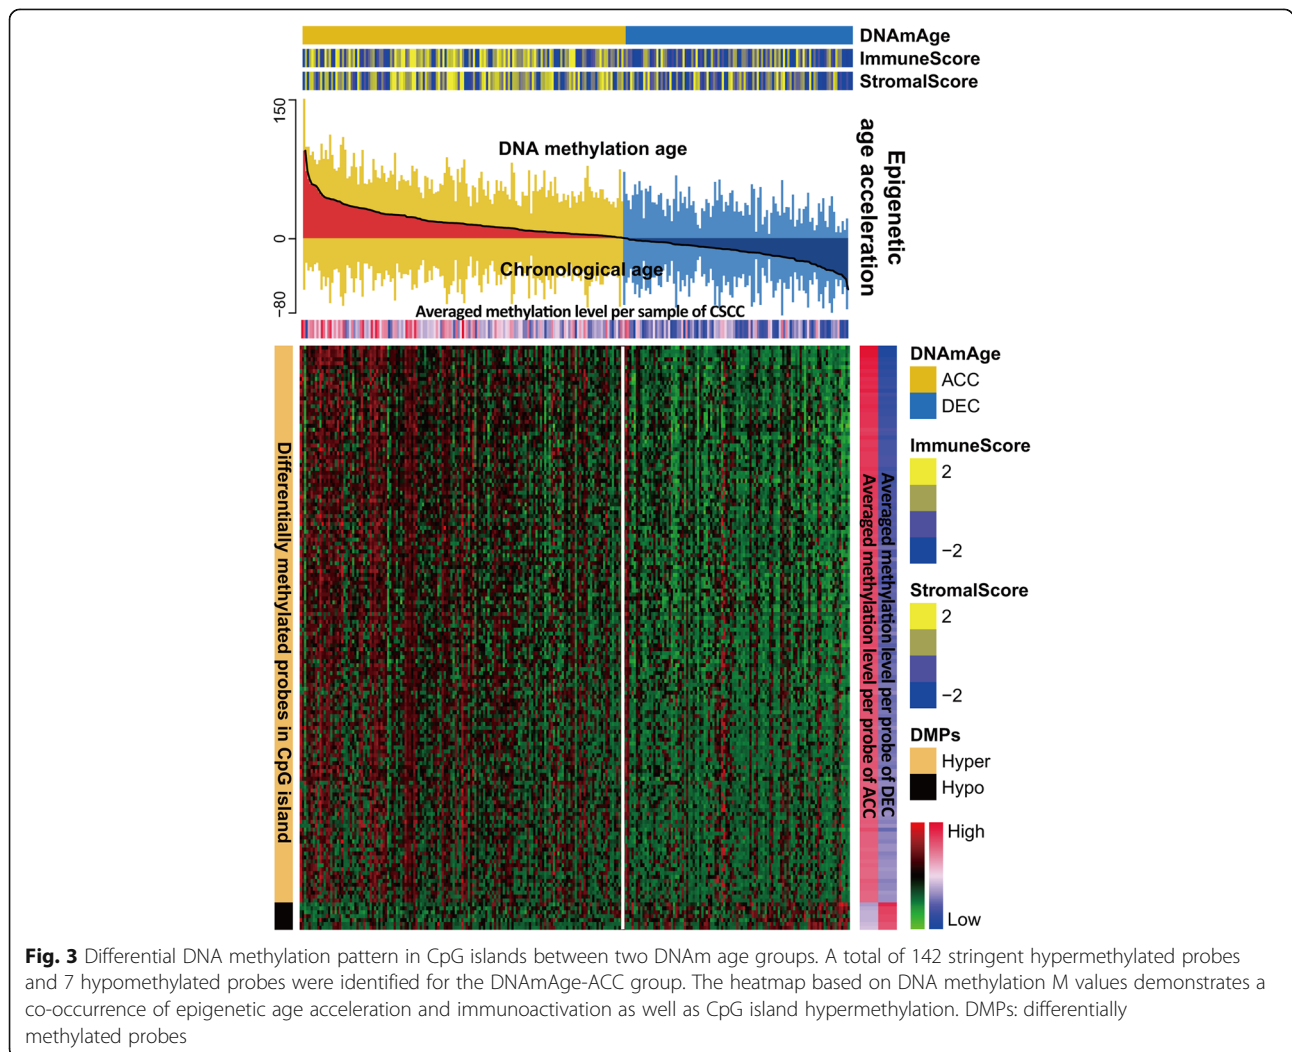 DNAmAge
ImmuneScore
StromalScore
150
0
−80
DNA methylation age
Chronological age
Epigenetic
age acceleration
Averaged methylation level per sample of CSCC
Differentially methylated probes in CpG island
Averaged methylation level per probe of ACC
Averaged methylation level per probe of DEC
DNAmAge
ACC
DEC
ImmuneScore
2
−2
StromalScore
2
−2
DMPs
Hyper
Hypo
High
Low
Fig. 3 Differential DNA methylation pattern in CpG islands between two DNAm age groups. A total of 142 stringent hypermethylated probes
and 7 hypomethylated probes were identified for the DNAmAge-ACC group. The heatmap based on DNA methylation M values demonstrates a
co-occurrence of epigenetic age acceleration and immunoactivation as well as CpG island hypermethylation. DMPs: differentially
methylated probes